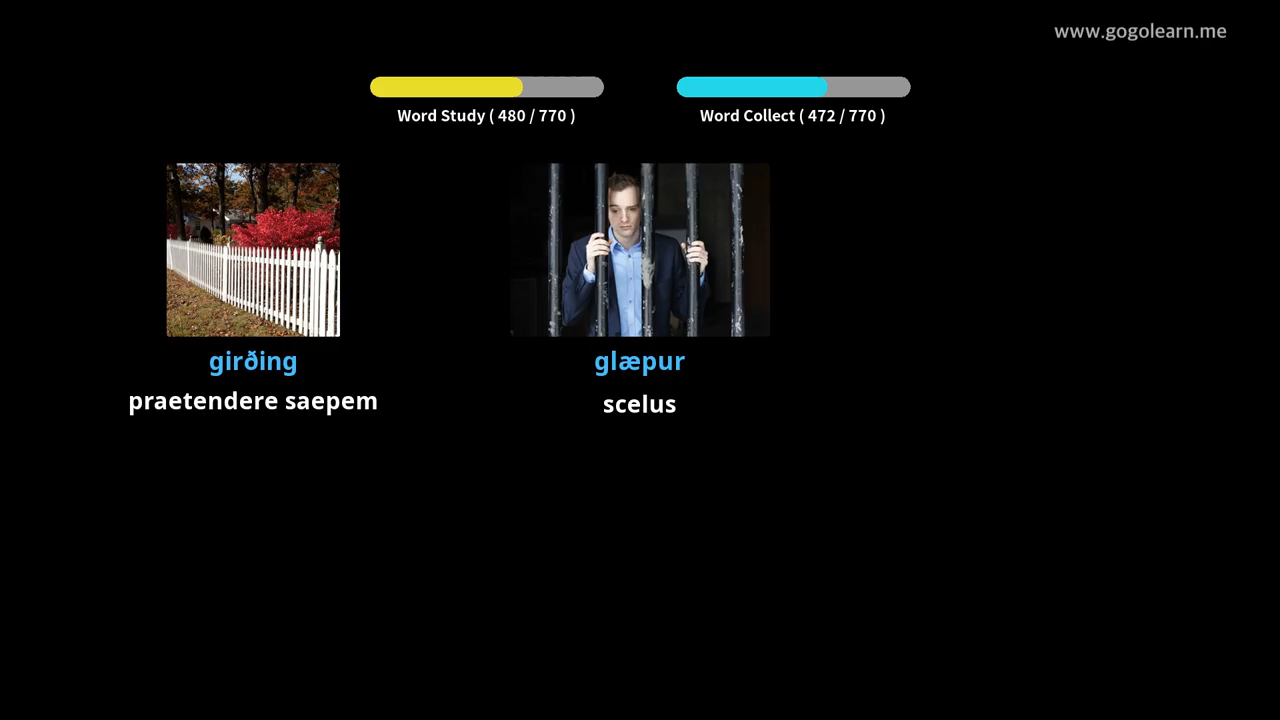 www.gogolearn.me
Word Study ( 480 / 770 )
Word Collect ( 472 / 770 )
girðing
praetendere saepem
glæpur
scelus